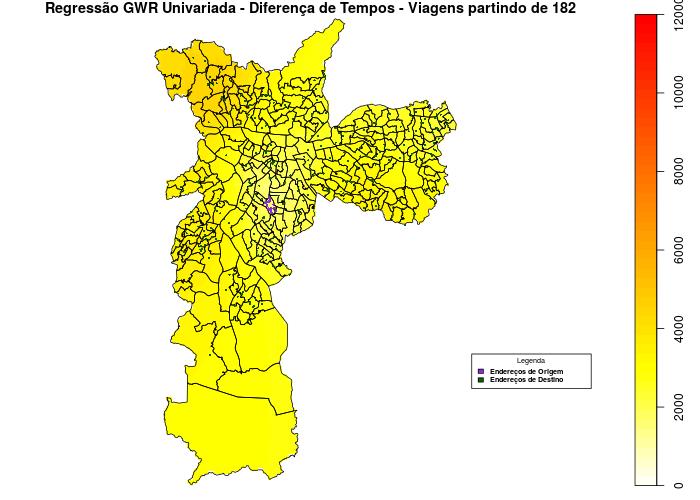 Regressão GWR Univariada - Diferença de Tempos - Viagens partindo de 182
12000
10000
8000
6000
4000
2000
0
Legenda
Endereços de Origem
Endereços de Destino